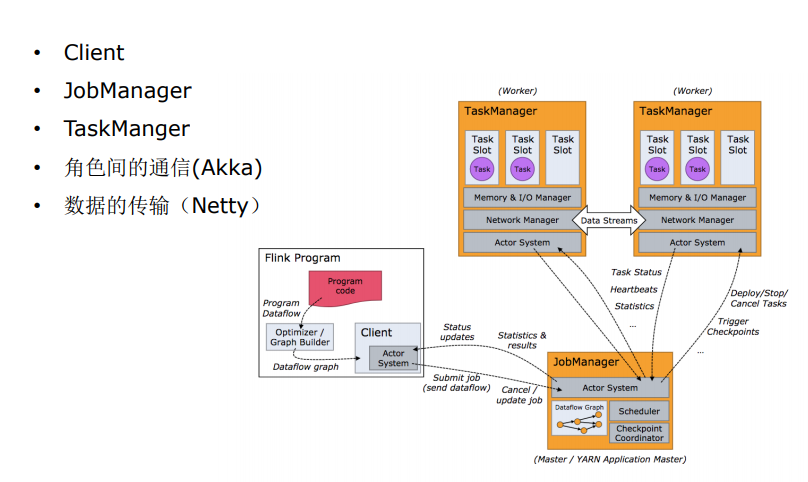 • Client
• JobManager
• TaskManger
• 角色间的通信(Akka)
• 数据的传输（Netty）
(Worker)
TaskManager
Task
Slot
Task
Task
Slot
Task
Task
Slot
Memory & I/O Manager
Network Manager
Actor System
(Worker)
TaskManager
Task
Slot
Task
Task
Slot
Task
Task
Slot
Memory & I/O Manager
Network Manager
Actor System
Data Streams
Flink Program
Program
code
Program
Dataflow
Optimizer /
Graph Builder
Dataflow graph
Client
Actor
System
Status
updates
Statistics &
results
Submit job
(send dataflow)
Cancel /
update job
Task Status
Heartbeats
Statistics
...
Deploy/Stop/
Cancel Tasks
Trigger
Checkpoints
...
JobManager
Actor System
Dataflow Graph
Scheduler
Checkpoint
Coordinator
(Master / YARN Application Master)